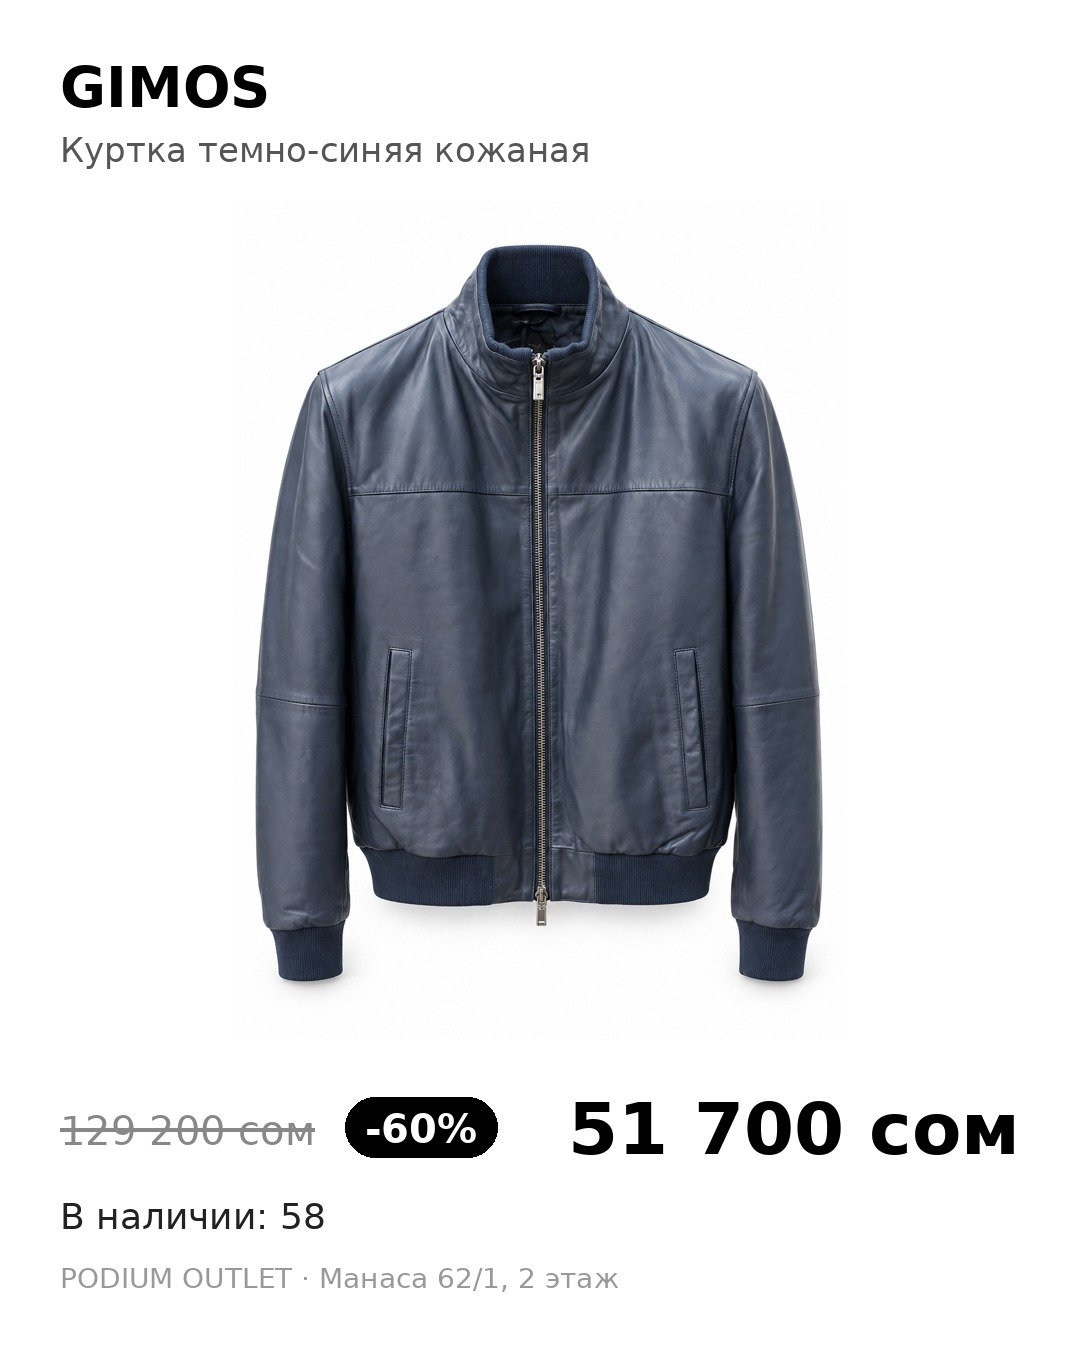 GIMOS
Куртка темно-синяя кожаная
129 200 сом -60% 51 700 сом
В наличии: 58
PODIUM OUTLET · Манаса 62/1, 2 этаж